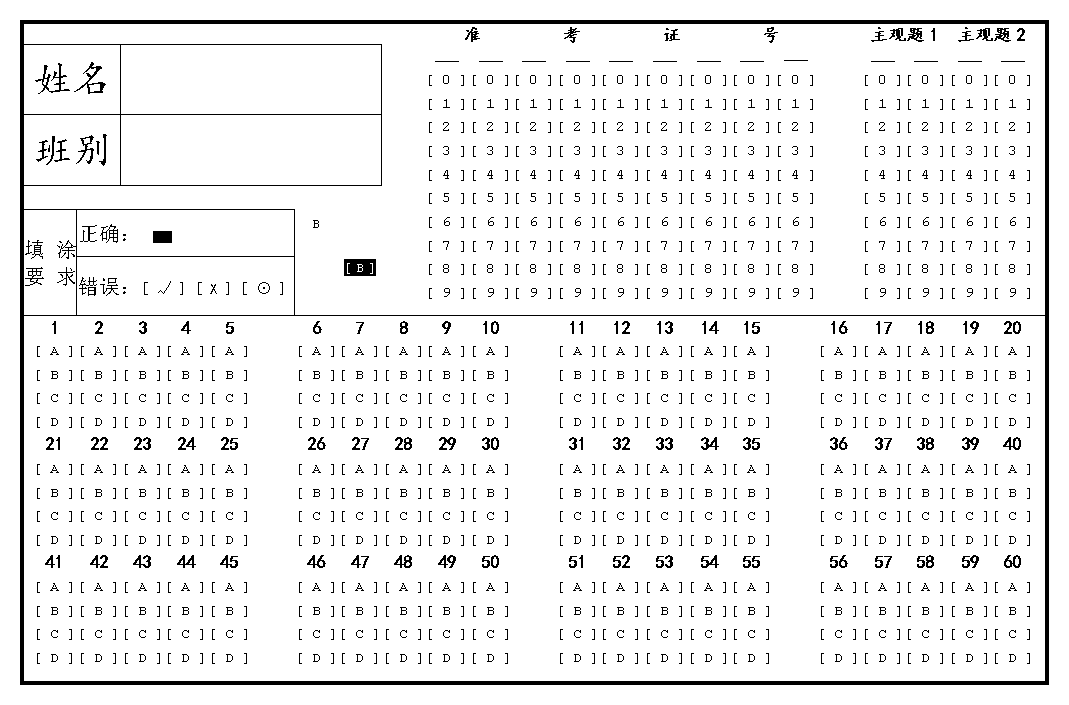 准 考 证 号 主观题1 主观题2
姓名
班别
[ 0 ][ 0 ][ 0 ][ 0 ][ 0 ][ 0 ][ 0 ][ 0 ][ 0 ] [ 0 ][ 0 ][ 0 ][ 0 ]
[ 1 ][ 1 ][ 1 ][ 1 ][ 1 ][ 1 ][ 1 ][ 1 ][ 1 ] [ 1 ][ 1 ][ 1 ][ 1 ]
[ 2 ][ 2 ][ 2 ][ 2 ][ 2 ][ 2 ][ 2 ][ 2 ][ 2 ] [ 2 ][ 2 ][ 2 ][ 2 ]
[ 3 ][ 3 ][ 3 ][ 3 ][ 3 ][ 3 ][ 3 ][ 3 ][ 3 ] [ 3 ][ 3 ][ 3 ][ 3 ]
[ 4 ][ 4 ][ 4 ][ 4 ][ 4 ][ 4 ][ 4 ][ 4 ][ 4 ] [ 4 ][ 4 ][ 4 ][ 4 ]
[ 5 ][ 5 ][ 5 ][ 5 ][ 5 ][ 5 ][ 5 ][ 5 ][ 5 ] [ 5 ][ 5 ][ 5 ][ 5 ]
[ 6 ][ 6 ][ 6 ][ 6 ][ 6 ][ 6 ][ 6 ][ 6 ][ 6 ] [ 6 ][ 6 ][ 6 ][ 6 ]
[ 7 ][ 7 ][ 7 ][ 7 ][ 7 ][ 7 ][ 7 ][ 7 ][ 7 ] [ 7 ][ 7 ][ 7 ][ 7 ]
[ 8 ][ 8 ][ 8 ][ 8 ][ 8 ][ 8 ][ 8 ][ 8 ][ 8 ] [ 8 ][ 8 ][ 8 ][ 8 ]
[ 9 ][ 9 ][ 9 ][ 9 ][ 9 ][ 9 ][ 9 ][ 9 ][ 9 ] [ 9 ][ 9 ][ 9 ][ 9 ]
填 涂
要 求
正确：
错误：[ √ ] [ x ] [ ⊙ ]
B
[ B ]
1 2 3 4 5 6 7 8 9 10 11 12 13 14 15 16 17 18 19 20
[ A ][ A ][ A ][ A ][ A ] [ A ][ A ][ A ][ A ][ A ] [ A ][ A ][ A ][ A ][ A ] [ A ][ A ][ A ][ A ][ A ]
[ B ][ B ][ B ][ B ][ B ] [ B ][ B ][ B ][ B ][ B ] [ B ][ B ][ B ][ B ][ B ] [ B ][ B ][ B ][ B ][ B ]
[ C ][ C ][ C ][ C ][ C ] [ C ][ C ][ C ][ C ][ C ] [ C ][ C ][ C ][ C ][ C ] [ C ][ C ][ C ][ C ][ C ]
[ D ][ D ][ D ][ D ][ D ] [ D ][ D ][ D ][ D ][ D ] [ D ][ D ][ D ][ D ][ D ] [ D ][ D ][ D ][ D ][ D ]
21 22 23 24 25 26 27 28 29 30 31 32 33 34 35 36 37 38 39 40
[ A ][ A ][ A ][ A ][ A ] [ A ][ A ][ A ][ A ][ A ] [ A ][ A ][ A ][ A ][ A ] [ A ][ A ][ A ][ A ][ A ]
[ B ][ B ][ B ][ B ][ B ] [ B ][ B ][ B ][ B ][ B ] [ B ][ B ][ B ][ B ][ B ] [ B ][ B ][ B ][ B ][ B ]
[ C ][ C ][ C ][ C ][ C ] [ C ][ C ][ C ][ C ][ C ] [ C ][ C ][ C ][ C ][ C ] [ C ][ C ][ C ][ C ][ C ]
[ D ][ D ][ D ][ D ][ D ] [ D ][ D ][ D ][ D ][ D ] [ D ][ D ][ D ][ D ][ D ] [ D ][ D ][ D ][ D ][ D ]
41 42 43 44 45 46 47 48 49 50 51 52 53 54 55 56 57 58 59 60
[ A ][ A ][ A ][ A ][ A ] [ A ][ A ][ A ][ A ][ A ] [ A ][ A ][ A ][ A ][ A ] [ A ][ A ][ A ][ A ][ A ]
[ B ][ B ][ B ][ B ][ B ] [ B ][ B ][ B ][ B ][ B ] [ B ][ B ][ B ][ B ][ B ] [ B ][ B ][ B ][ B ][ B ]
[ C ][ C ][ C ][ C ][ C ] [ C ][ C ][ C ][ C ][ C ] [ C ][ C ][ C ][ C ][ C ] [ C ][ C ][ C ][ C ][ C ]
[ D ][ D ][ D ][ D ][ D ] [ D ][ D ][ D ][ D ][ D ] [ D ][ D ][ D ][ D ][ D ] [ D ][ D ][ D ][ D ][ D ]